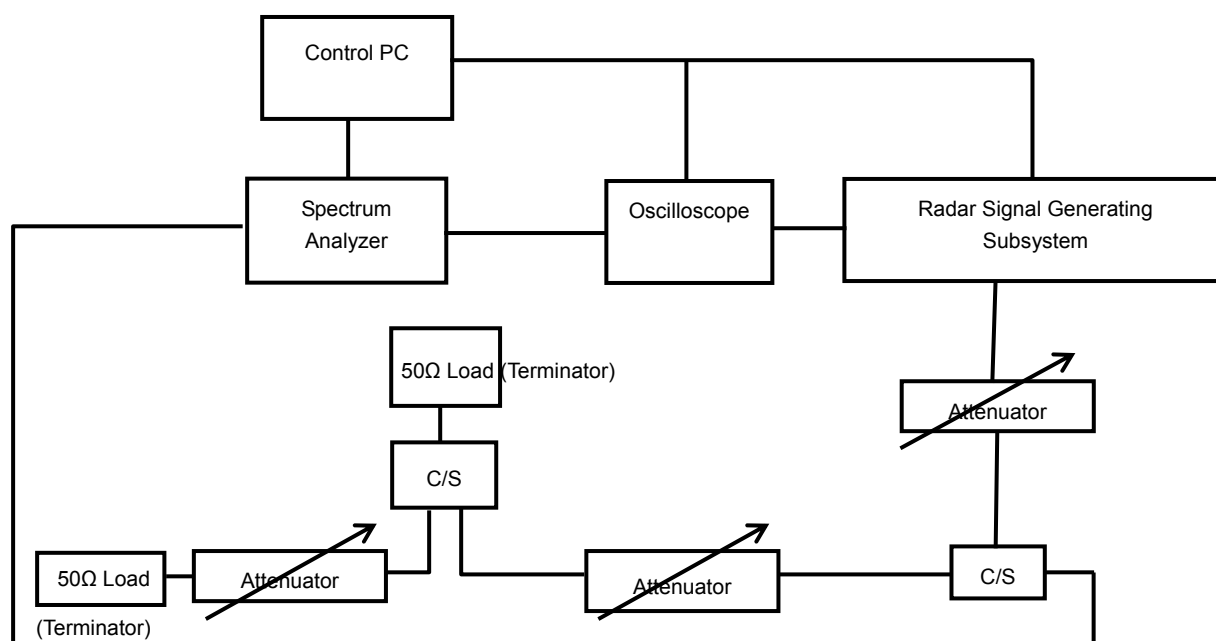 Control PC
Spectrum
Analyzer
Oscilloscope
Radar Signal Generating
Subsystem
50Ω Load (Terminator)
Attenuator
C/S
50Ω Load
(Terminator)
Attenuator
Attenuator
C/S